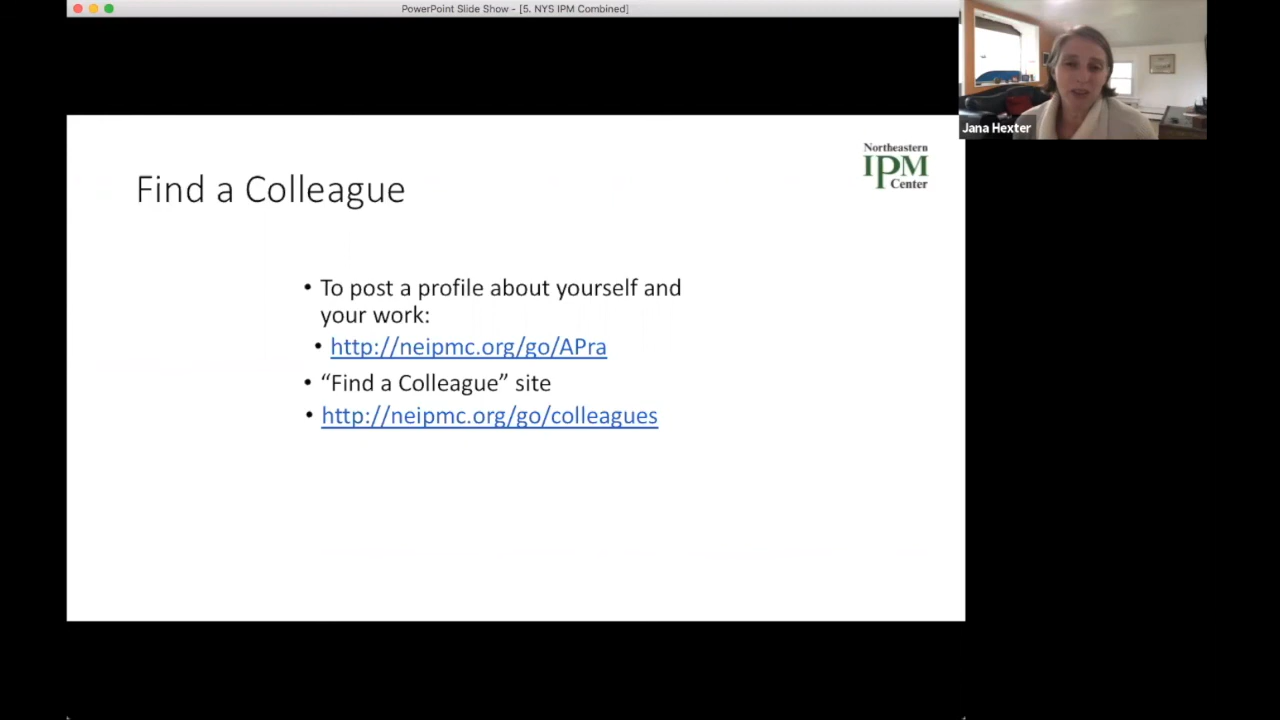 PowerPoint Slide Show - [5. NYS IPM Combined]
Jana Hexter
Northeastern
IPM
Center
Find a Colleague
• To post a profile about yourself and
your work:
• http://neipmc.org/go/APra
• “Find a Colleague” site
• http://neipmc.org/go/colleagues